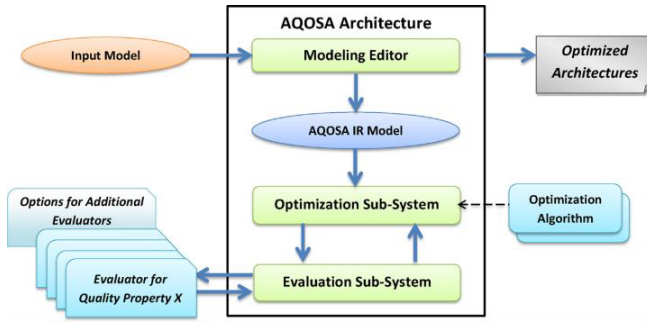 AQOSA Architecture
Input Model
Modeling Editor
Optimized
Architectures
AQOSA IR Model
Options for Additional
Evaluators
Optimization Sub-System
Optimization
Algorithm
Evaluator for
Quality Property X
Evaluation Sub-System